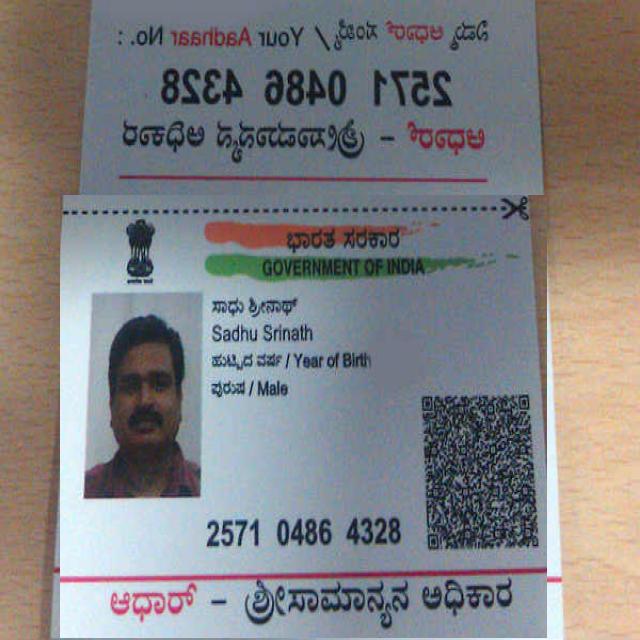 ನಿಮ್ಮ ಆಧಾರ್ ಸಂಖ್ಯೆ / Your Aadhaar No. :
2571 0486 4328
ಆಧಾರ್ – ಶ್ರೀಸಾಮಾನ್ಯನ ಅಧಿಕಾರ
ಭಾರತ ಸರಕಾರ
GOVERNMENT OF INDIA
ಸಾಧು ಶ್ರೀನಾಥ್
Sadhu Srinath
ಹುಟ್ಟಿದ ವರ್ಷ / Year of Birth
ಪುರುಷ / Male
2571 0486 4328
ಆಧಾರ್ – ಶ್ರೀಸಾಮಾನ್ಯನ ಅಧಿಕಾರ